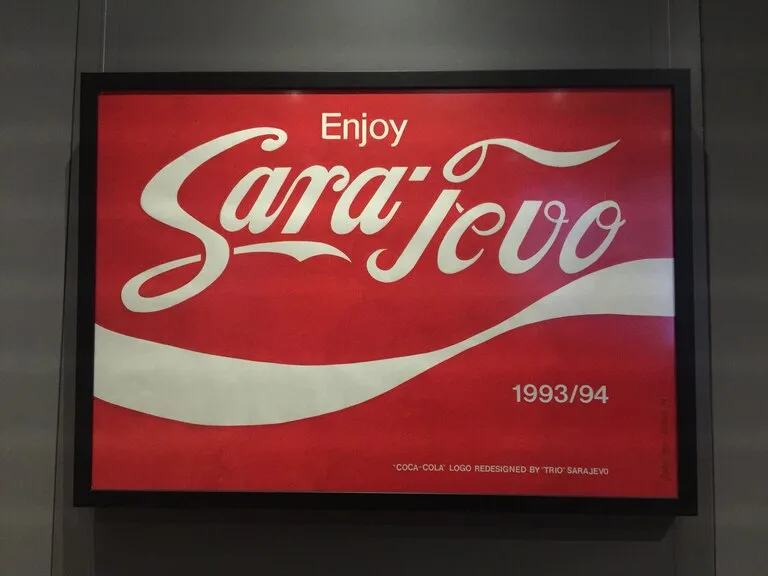 Enjoy
Sara-jevo
1993/94
'COCA-COLA' LOGO REDESIGNED BY 'TRIO' SARAJEVO